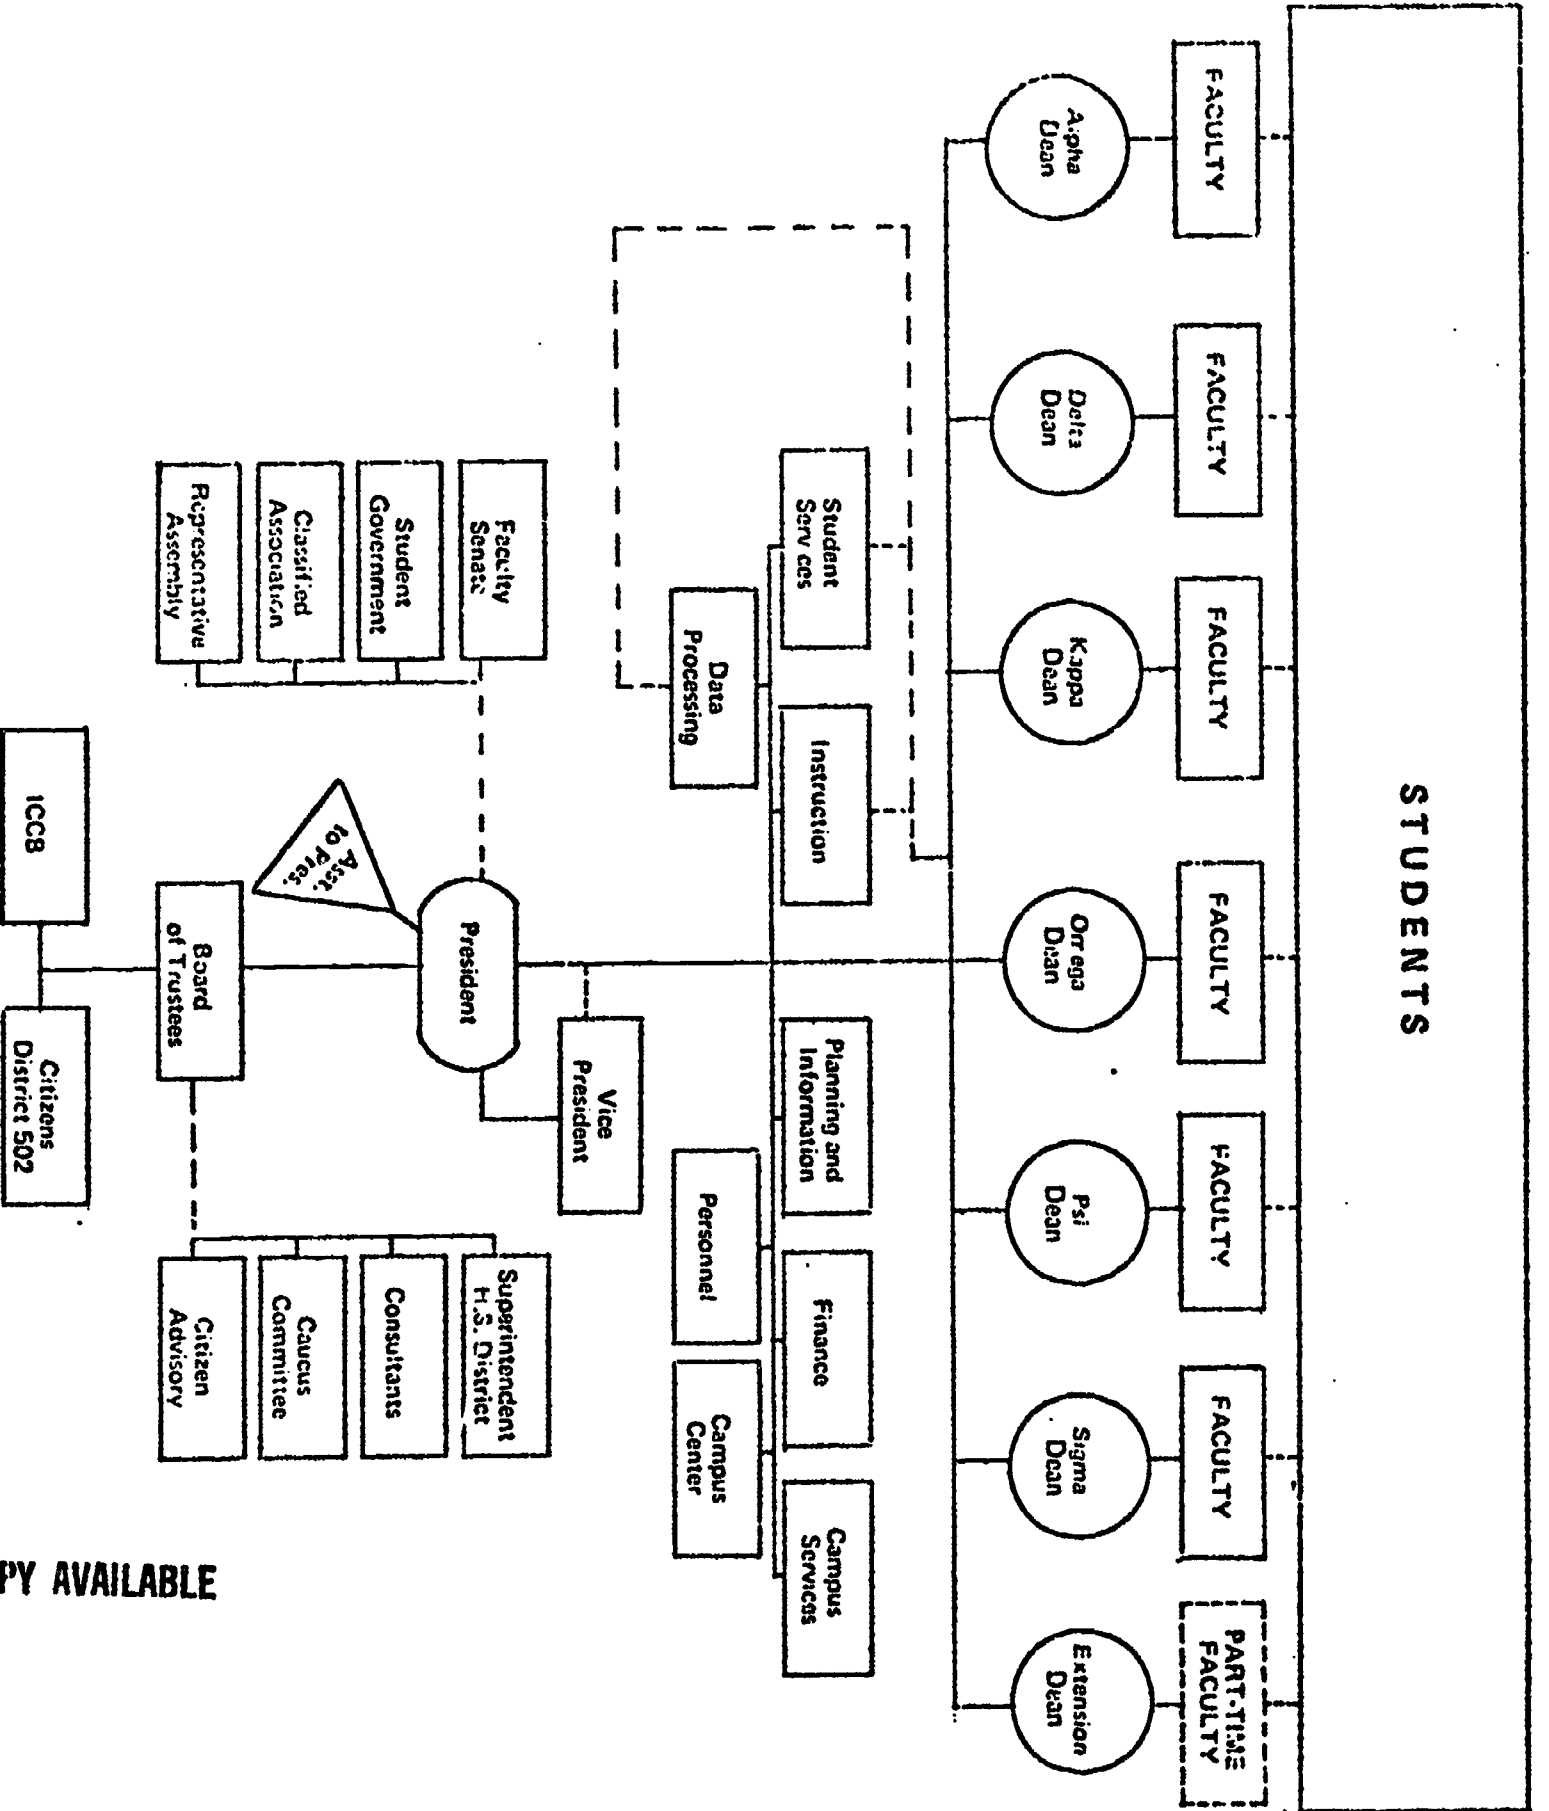 STUDENTS
FACULTY
FACULTY
FACULTY
FACULTY
FACULTY
FACULTY
PART-TIME
FACULTY
Alpha
Dean
Delta
Dean
Kappa
Dean
Omega
Dean
Psi
Dean
Sigma
Dean
Extension
Dean
Student
Services
Instruction
Planning and
Information
Finance
Campus
Services
Data
Processing
Personnel
Campus
Center
Vice
President
Faculty
Senate
Student
Government
Classified
Association
Representative
Assembly
President
Asst.
to Pres.
Superintendent
H.S. District
Consultants
Caucus
Committee
Citizen
Advisory
Board
of Trustees
ICCB
Citizens
District 502
PY AVAILABLE